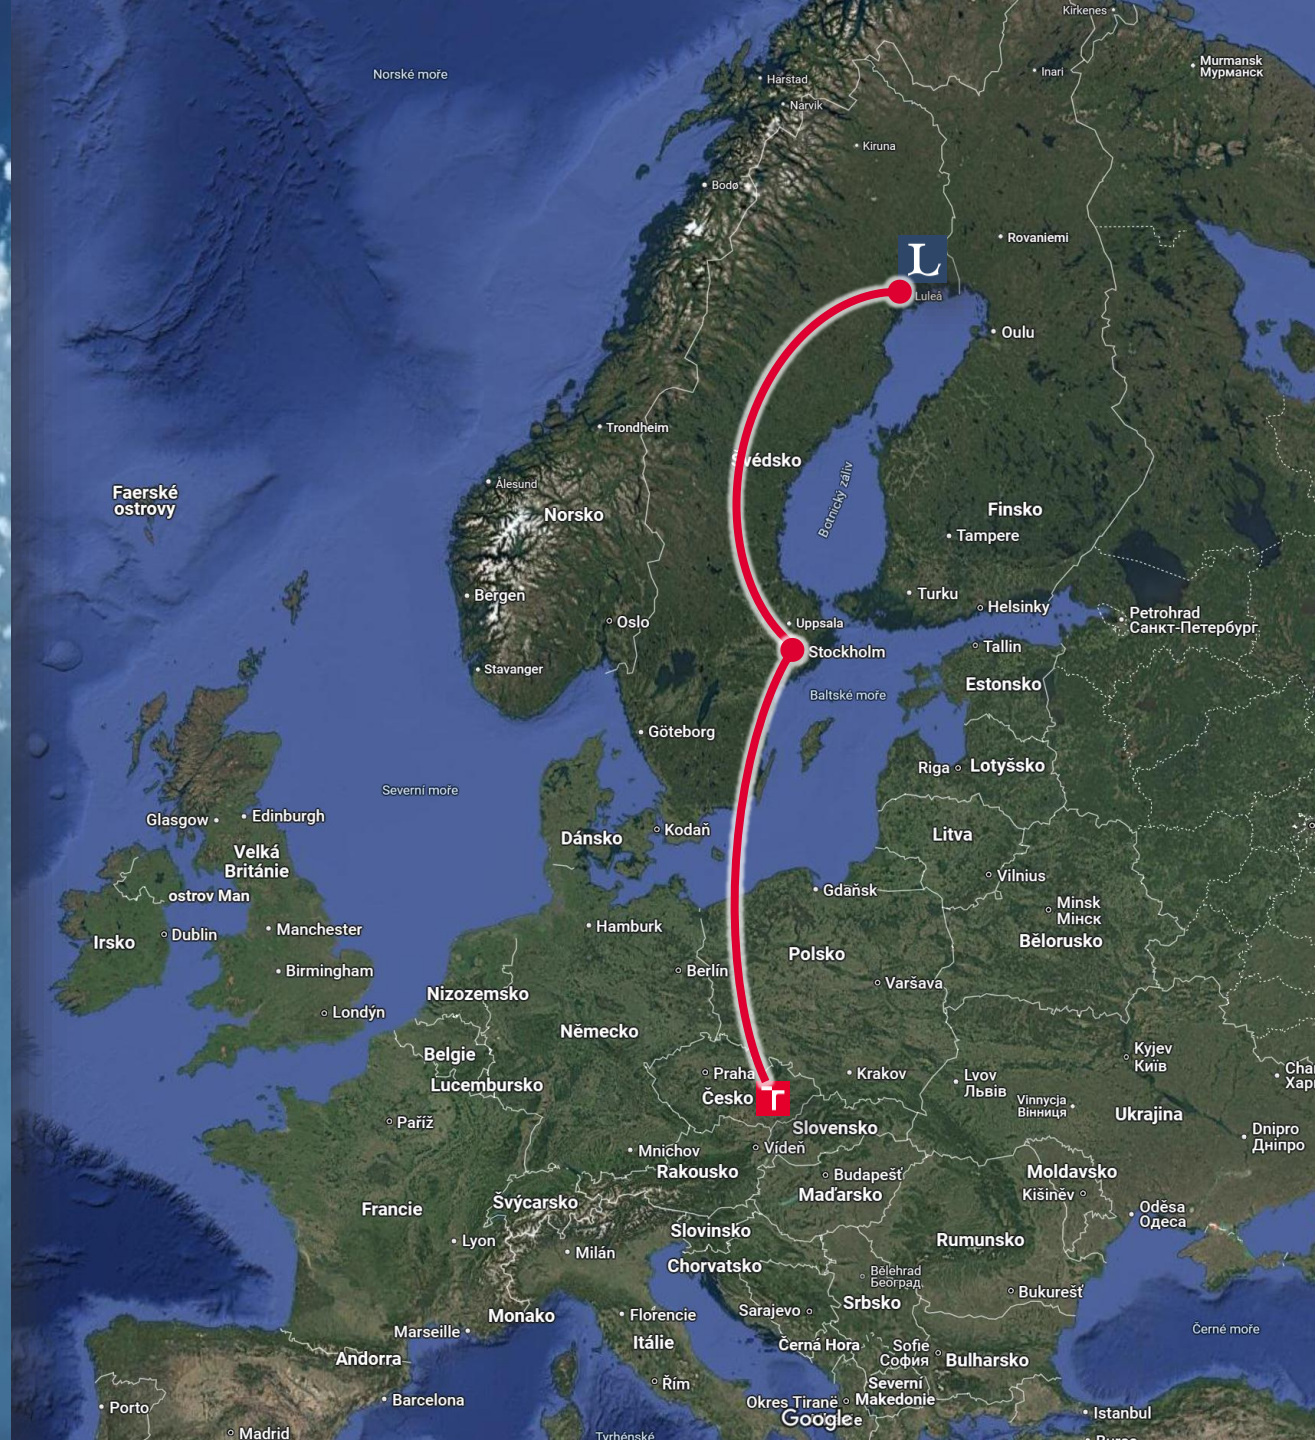 Kirkenes
Murmansk
Мурманск
Norské moře
Inari
Harstad
Narvik
Kiruna
Bodø
Rovaniemi
L
Luleå
Oulu
Trondheim
Švédsko
Ålesund
Faerské
ostrovy
Botnický záliv
Norsko
Finsko
Tampere
Bergen
Turku
Helsinky
Petrohrad
Санкт-Петербург
Oslo
Uppsala
Stockholm
Tallin
Stavanger
Estonsko
Baltské moře
Göteborg
Riga
Lotyšsko
Severní moře
Glasgow
Edinburgh
Kodaň
Dánsko
Litva
Velká
Británie
Vilnius
ostrov Man
Gdaňsk
Minsk
Мінск
Hamburk
Manchester
Dublin
Irsko
Bělorusko
Polsko
Birmingham
Berlín
Varšava
Nizozemsko
Londýn
Německo
Belgie
Kyjev
Київ
Lucembursko
Praha
Krakov
Lvov
Львів
Česko
T
Vinnycja
Вінниця
Ukrajina
Paříž
Slovensko
Dnipro
Дніпро
Mnichov
Vídeň
Rakousko
Budapešť
Maďarsko
Moldavsko
Kišiněv
Švýcarsko
Francie
Oděsa
Одеса
Slovinsko
Lyon
Milán
Rumunsko
Chorvatsko
Bělehrad
Београд
Bukurešť
Srbsko
Sarajevo
Monako
Florencie
Černé moře
Marseille
Itálie
Černá Hora
Sofie
София
Bulharsko
Andorra
Řím
Severní
Makedonie
Barcelona
Okres Tiranë
Porto
Google
Istanbul
Madrid
Tyrhénské